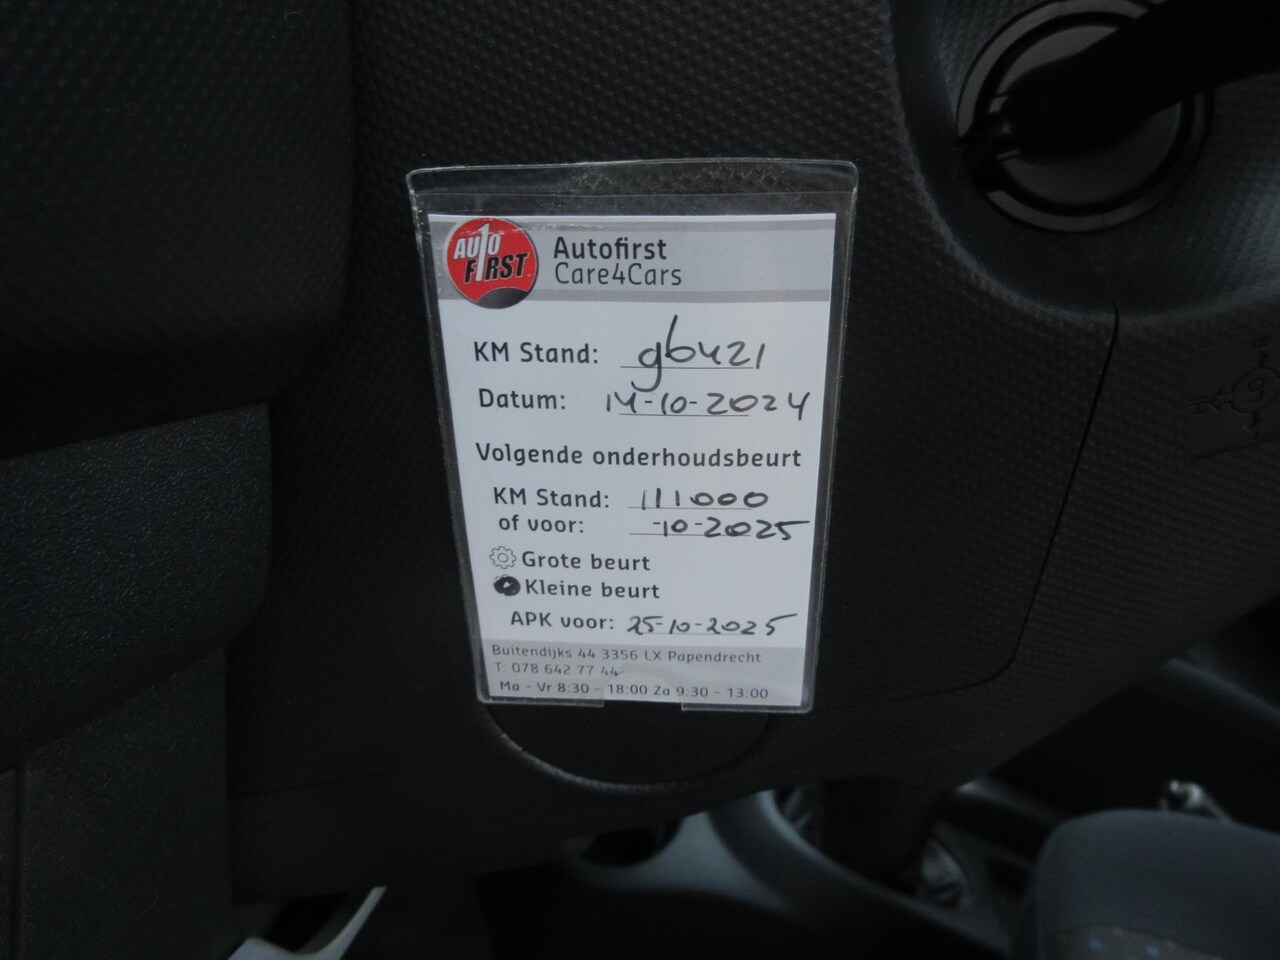 AUTO
FIRST
Autofirst
Care4Cars
KM Stand: 96421
Datum: 14-10-2024
Volgende onderhoudsbeurt
KM Stand: 111000
of voor: -10-2025
Grote beurt
Kleine beurt
APK voor: 25-10-2025
Buitendijks 44 3356 LX Papendrecht
T: 078 642 77 44
Ma - Vr 8:30 - 18:00 Za 9:30 - 13:00